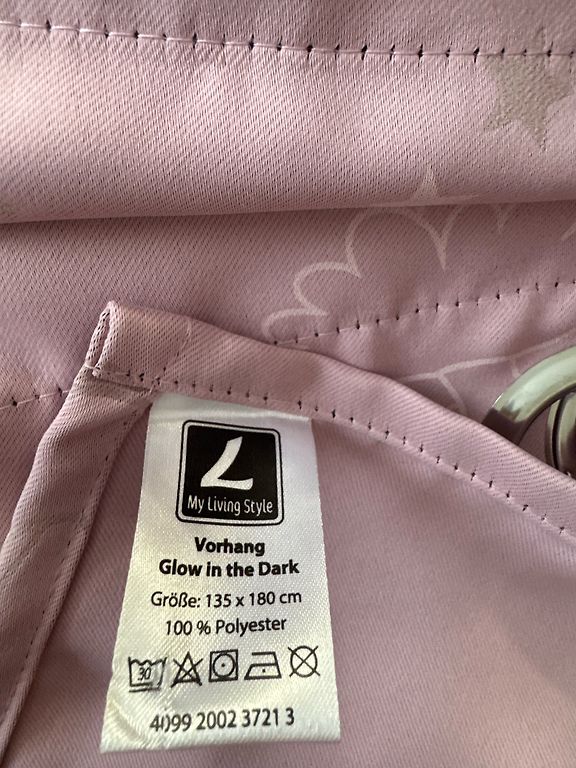 My Living Style
Vorhang
Glow in the Dark
Größe: 135 x 180 cm
100 % Polyester
30
4099 2002 3721 3